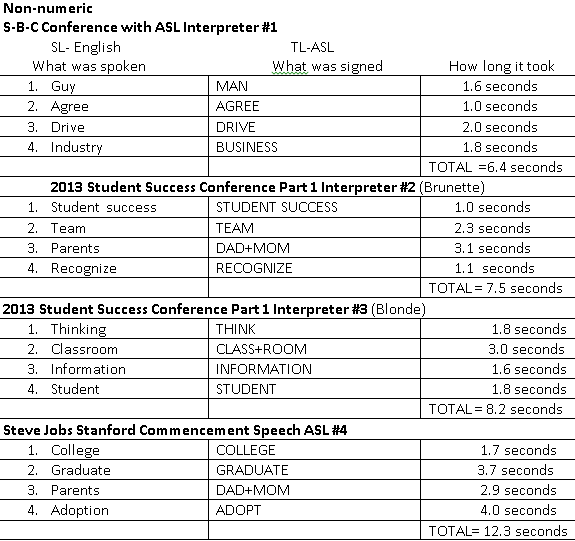 Non-numeric
S-B-C Conference with ASL Interpreter #1
SL- English TL-ASL
What was spoken What was signed How long it took
1. Guy MAN 1.6 seconds
2. Agree AGREE 1.0 seconds
3. Drive DRIVE 2.0 seconds
4. Industry BUSINESS 1.8 seconds
TOTAL =6.4 seconds
2013 Student Success Conference Part 1 Interpreter #2 (Brunette)
1. Student success STUDENT SUCCESS 1.0 seconds
2. Team TEAM 2.3 seconds
3. Parents DAD+MOM 3.1 seconds
4. Recognize RECOGNIZE 1.1 seconds
TOTAL= 7.5 seconds
2013 Student Success Conference Part 1 Interpreter #3 (Blonde)
1. Thinking THINK 1.8 seconds
2. Classroom CLASS+ROOM 3.0 seconds
3. Information INFORMATION 1.6 seconds
4. Student STUDENT 1.8 seconds
TOTAL= 8.2 seconds
Steve Jobs Stanford Commencement Speech ASL #4
1. College COLLEGE 1.7 seconds
2. Graduate GRADUATE 3.7 seconds
3. Parents DAD+MOM 2.9 seconds
4. Adoption ADOPT 4.0 seconds
TOTAL= 12.3 seconds